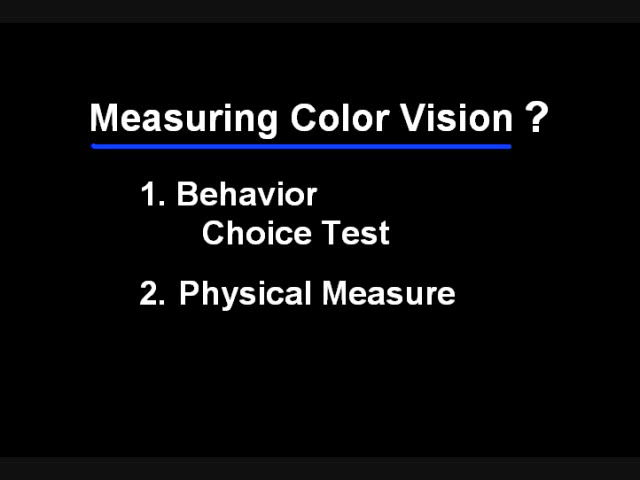 Measuring Color Vision ?
1. Behavior
Choice Test
2. Physical Measure